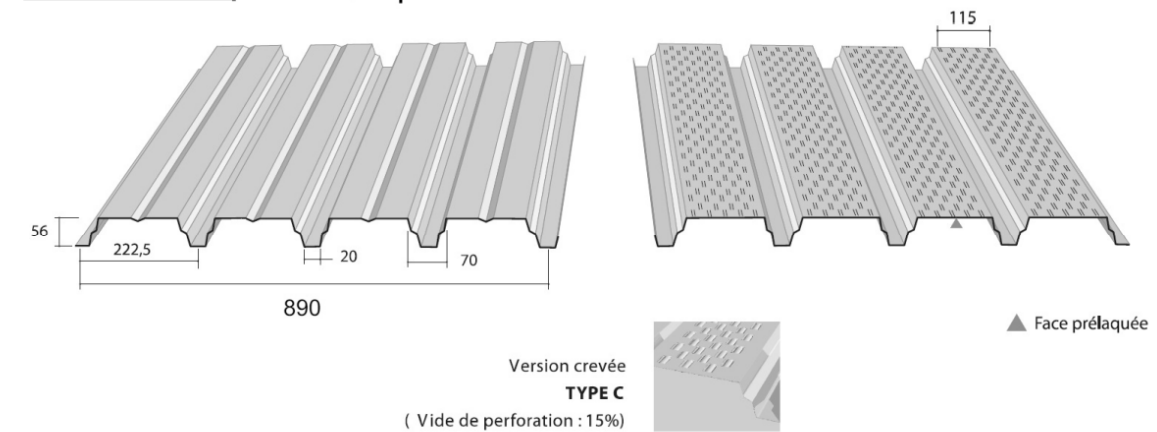 115
56
222,5
20
70
890
Face prélaquée
Version crevée
TYPE C
( Vide de perforation : 15%)